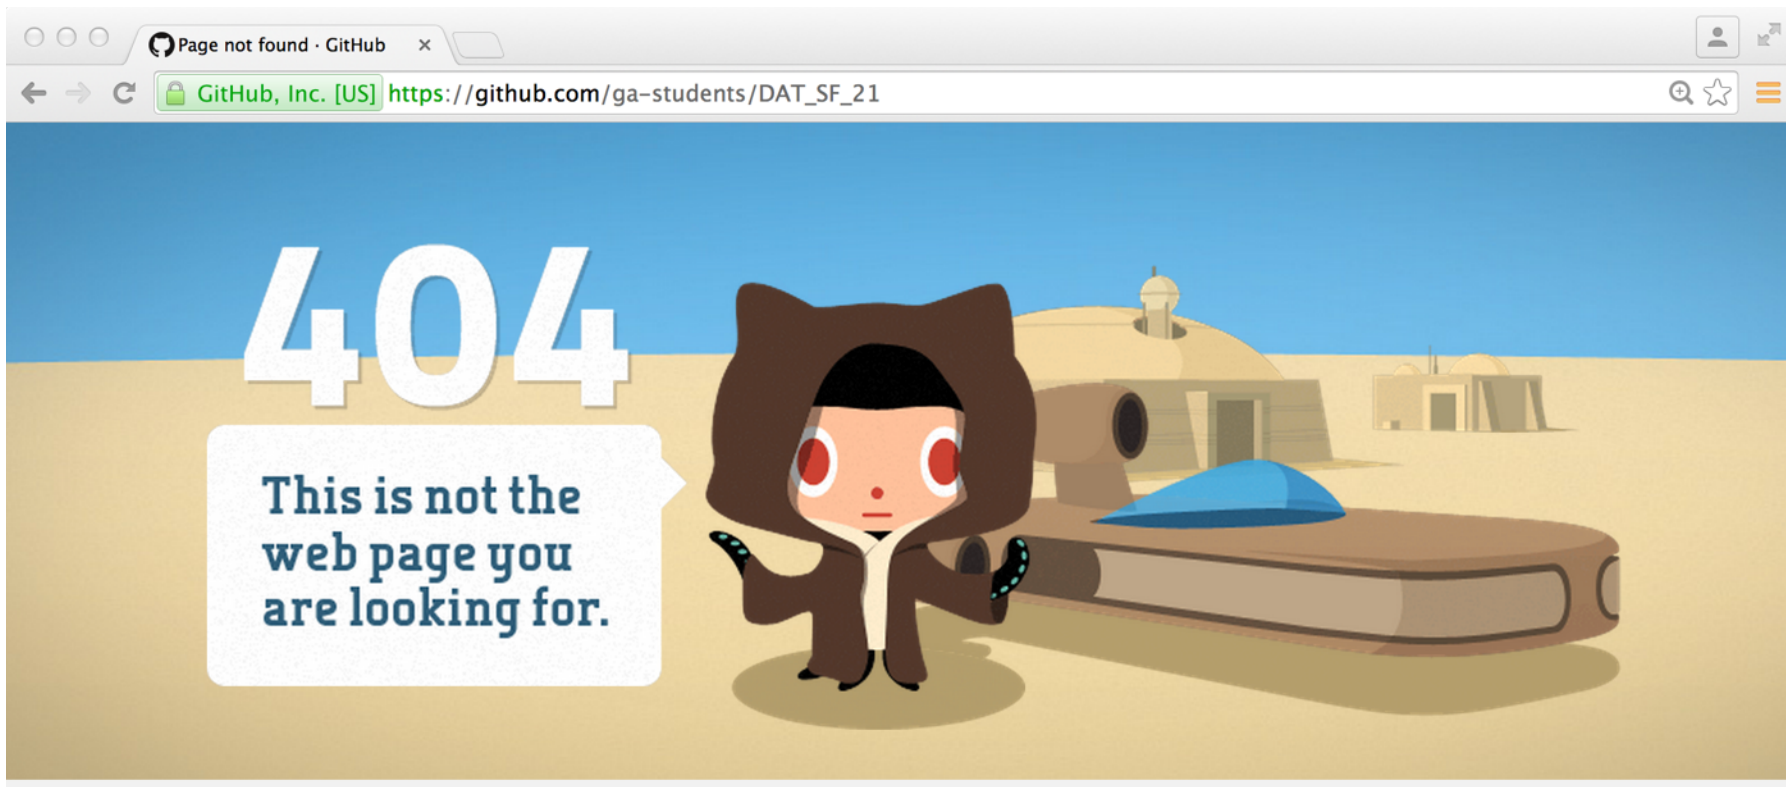 Page not found · GitHub
GitHub, Inc. [US] https://github.com/ga-students/DAT_SF_21
404
This is not the
web page you
are looking for.